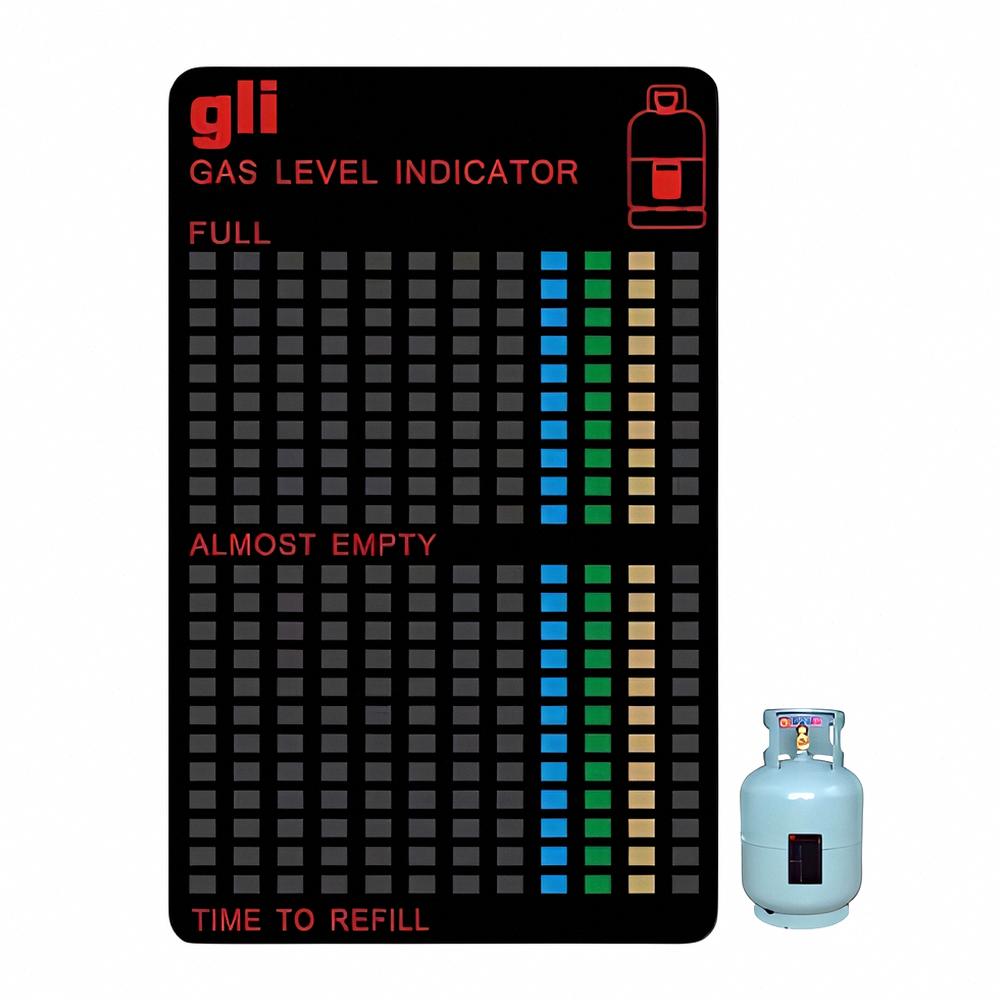 gli
GAS LEVEL INDICATOR
FULL
ALMOST EMPTY
TIME TO REFILL